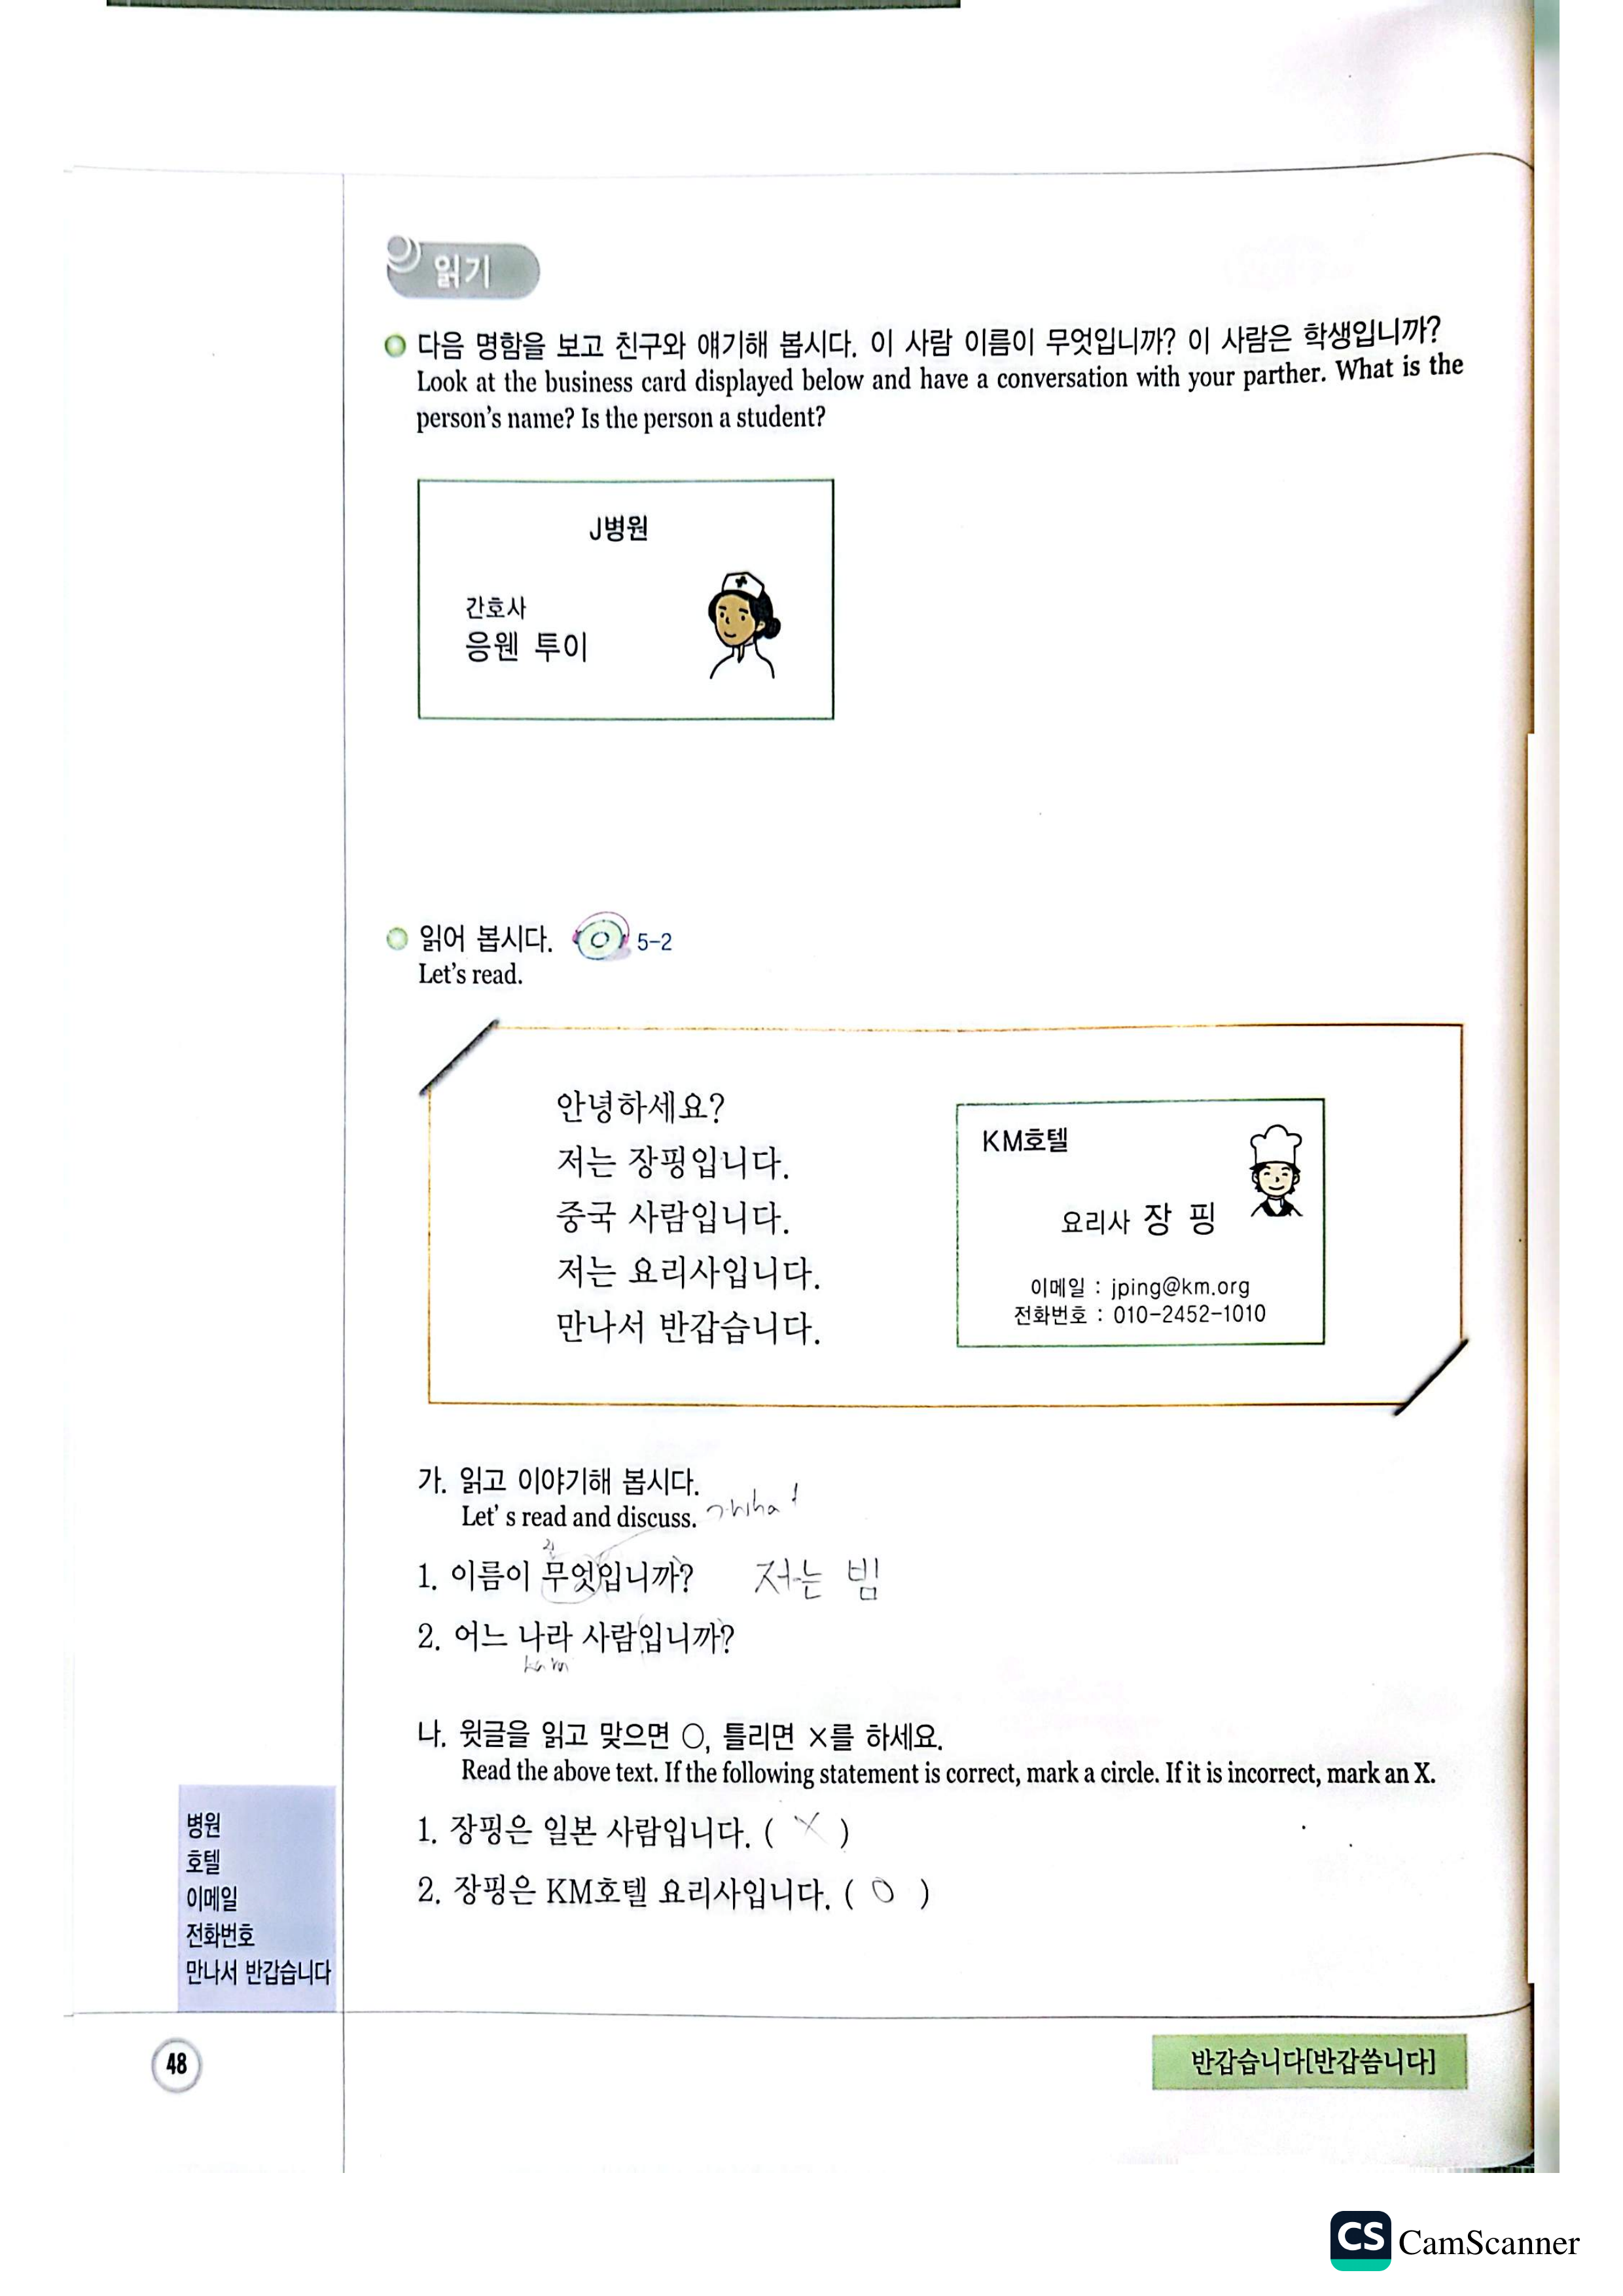 읽기
다음 명함을 보고 친구와 얘기해 봅시다. 이 사람 이름이 무엇입니까? 이 사람은 학생입니까?
Look at the business card displayed below and have a conversation with your parther. What is the
person's name? Is the person a student?
J병원
간호사
응웬 투이
읽어 봅시다. 5-2
Let's read.
안녕하세요?
저는 장핑입니다.
중국 사람입니다.
저는 요리사입니다.
만나서 반갑습니다.
KM호텔
요리사 장 핑
이메일 : jping@km.org
전화번호 : 010-2452-1010
가. 읽고 이야기해 봅시다.
Let' s read and discuss.
1. 이름이 무엇입니까? 저는 빔
2. 어느 나라 사람입니까?
나. 윗글을 읽고 맞으면 ○, 틀리면 ×를 하세요.
Read the above text. If the following statement is correct, mark a circle. If it is incorrect, mark an X.
1. 장핑은 일본 사람입니다. ( X )
2. 장핑은 KM호텔 요리사입니다. ( O )
병원
호텔
이메일
전화번호
만나서 반갑습니다
48
반갑습니다[반갑씀니다]
CS CamScanner